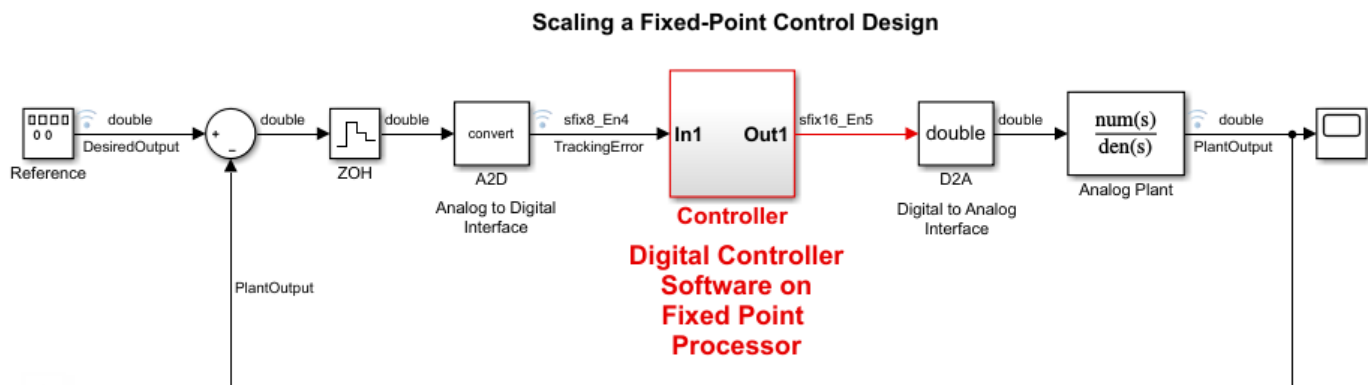 Scaling a Fixed-Point Control Design
double
DesiredOutput
Reference
+
−
double
ZOH
double
convert
A2D
Analog to Digital
Interface
sfix8_En4
TrackingError
In1
Out1
Controller
Digital Controller
Software on
Fixed Point
Processor
sfix16_En5
double
D2A
Digital to Analog
Interface
double
num(s)
den(s)
Analog Plant
double
PlantOutput
PlantOutput